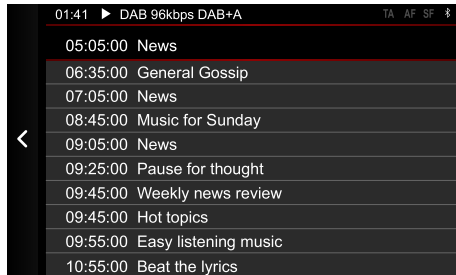 01:41 ▶ DAB 96kbps DAB+A TA AF SF
05:05:00 News
06:35:00 General Gossip
07:05:00 News
08:45:00 Music for Sunday
09:05:00 News
09:25:00 Pause for thought
09:45:00 Weekly news review
09:45:00 Hot topics
09:55:00 Easy listening music
10:55:00 Beat the lyrics